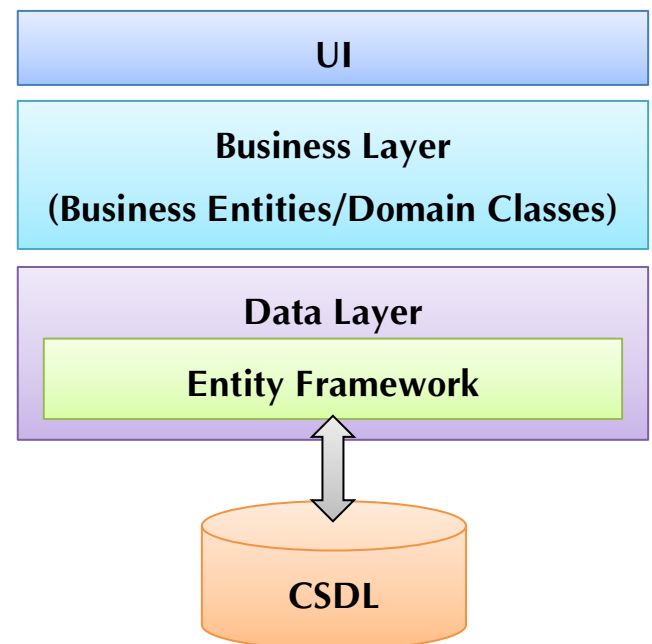 UI
Business Layer
(Business Entities/Domain Classes)
Data Layer
Entity Framework
CSDL